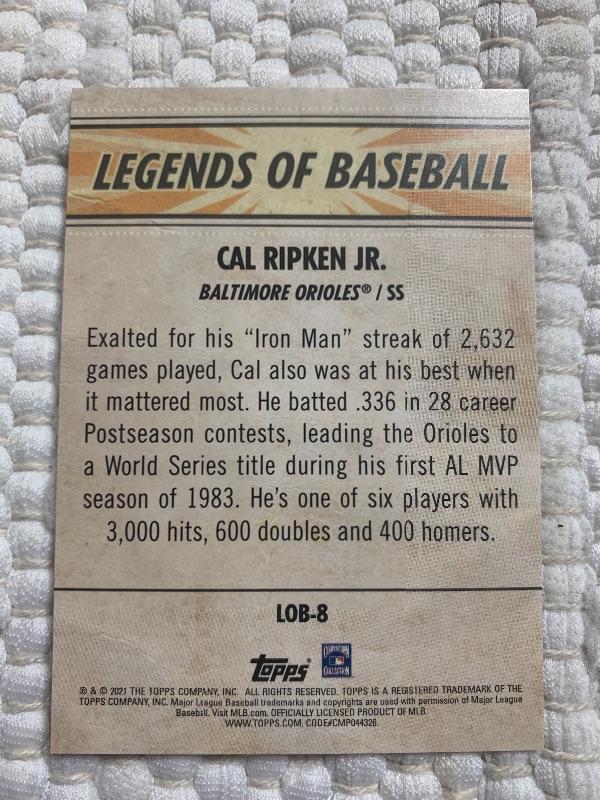 LEGENDS OF BASEBALL
CAL RIPKEN JR.
BALTIMORE ORIOLES® / SS
Exalted for his “Iron Man” streak of 2,632
games played, Cal also was at his best when
it mattered most. He batted .336 in 28 career
Postseason contests, leading the Orioles to
a World Series title during his first AL MVP
season of 1983. He’s one of six players with
3,000 hits, 600 doubles and 400 homers.
LOB-8
topps®
COOPERSTOWN
COLLECTION
® & © 2021 THE TOPPS COMPANY, INC. ALL RIGHTS RESERVED. TOPPS IS A REGISTERED TRADEMARK OF THE
TOPPS COMPANY, INC. Major League Baseball trademarks and copyrights are used with permission of Major League
Baseball. Visit MLB.com. OFFICIALLY LICENSED PRODUCT OF MLB.
WWW.TOPPS.COM. CODE#CMP044326.